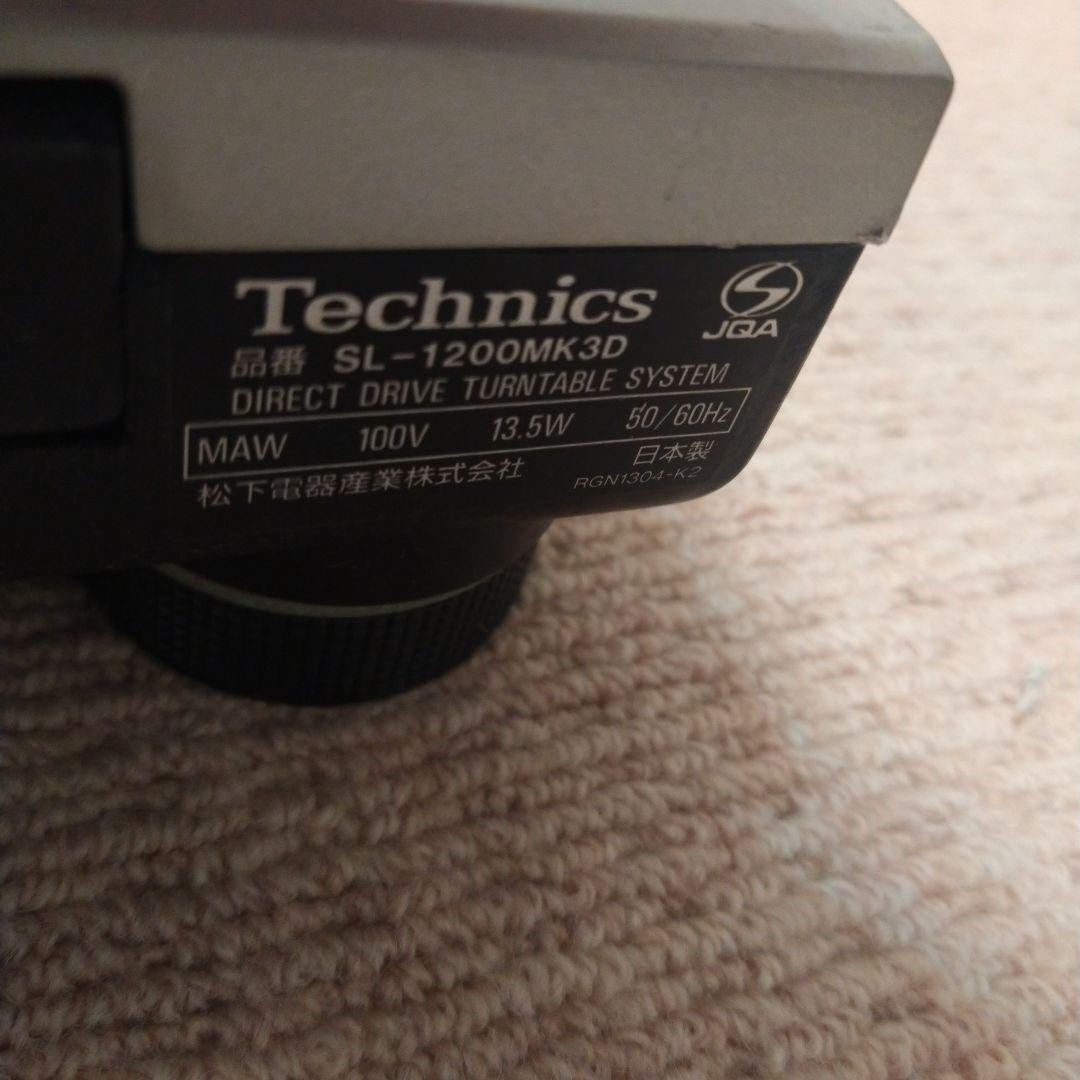 Technics
JQA
品番 SL-1200MK3D
DIRECT DRIVE TURNTABLE SYSTEM
MAW 100V 13.5W 50/60Hz
松下電器産業株式会社 日本製
RGN1304-K2